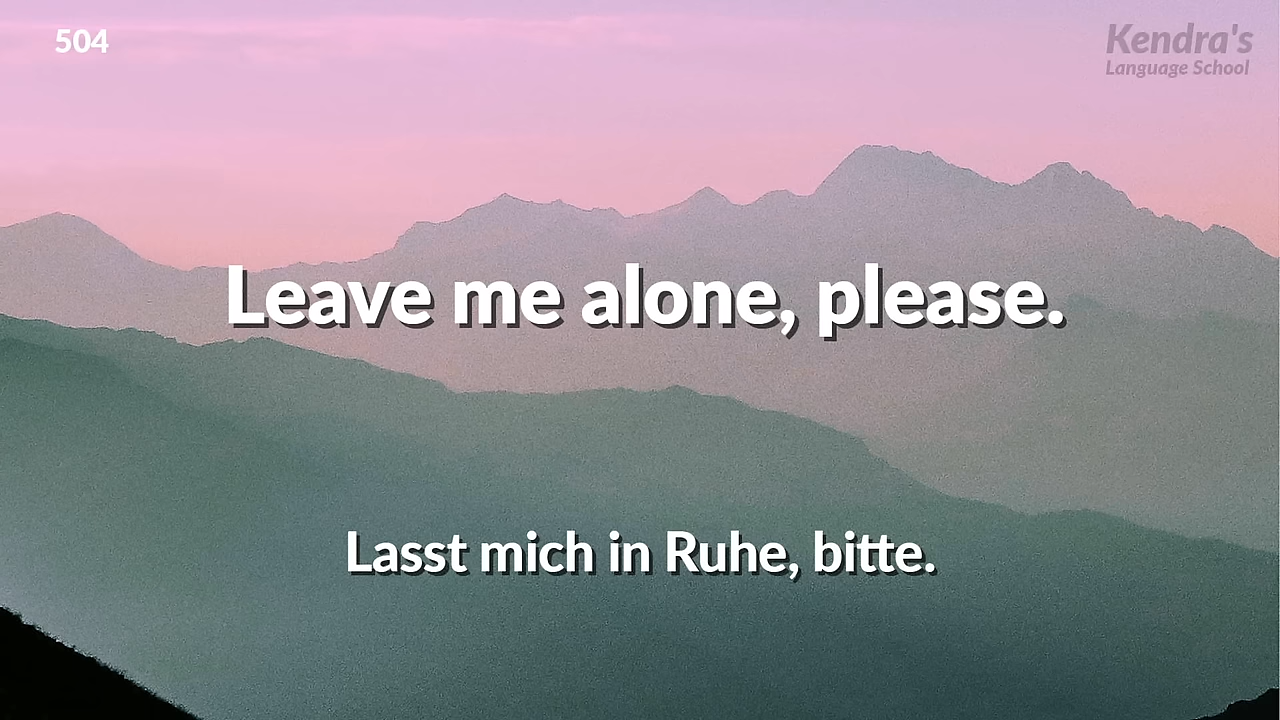 504
Kendra's
Language School
Leave me alone, please.
Lasst mich in Ruhe, bitte.